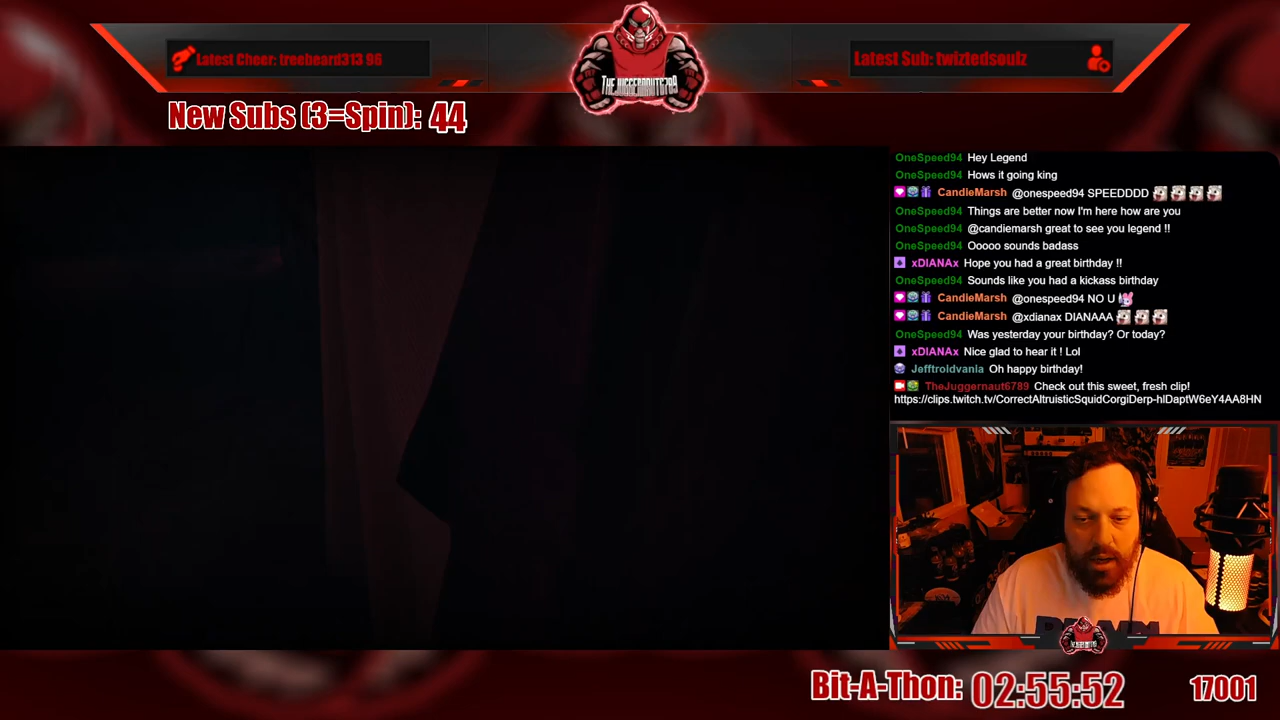 Latest Cheer: treebeard313 98
THEJUGGERNAUT6789
Latest Sub: twiztedsoulz
New Subs (3=Spin): 44
OneSpeed94 Hey Legend
OneSpeed94 Hows it going king
CandieMarsh @onespeed94 SPEEDDDD
OneSpeed94 Things are better now I'm here how are you
OneSpeed94 @candiemarsh great to see you legend !!
OneSpeed94 Ooooo sounds badass
xDIANAx Hope you had a great birthday !!
OneSpeed94 Sounds like you had a kickass birthday
CandieMarsh @onespeed94 NO U
CandieMarsh @xdianax DIANAAA
OneSpeed94 Was yesterday your birthday? Or today?
xDIANAx Nice glad to hear it ! Lol
Jefftroldvania Oh happy birthday!
TheJuggernaut6789 Check out this sweet, fresh clip!
https://clips.twitch.tv/CorrectAltruisticSquidCorgiDerp-hlDaptW6eY4AA8HN
Bit-A-Thon: 02:55:52 17001